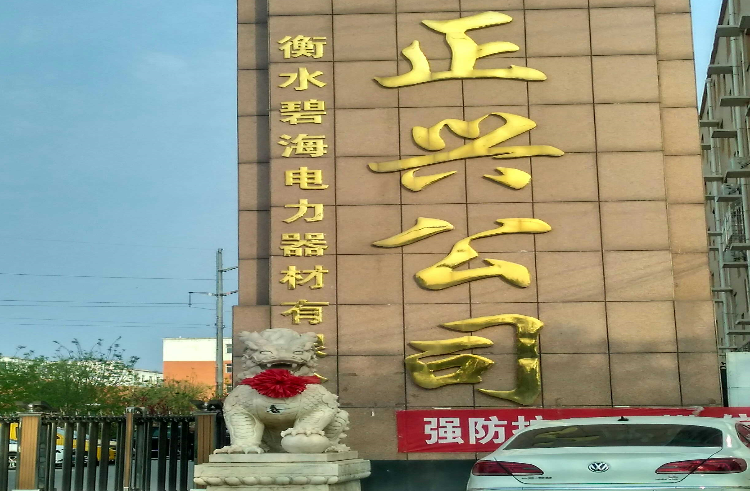 正兴公司
衡水碧海电力器材有
强防